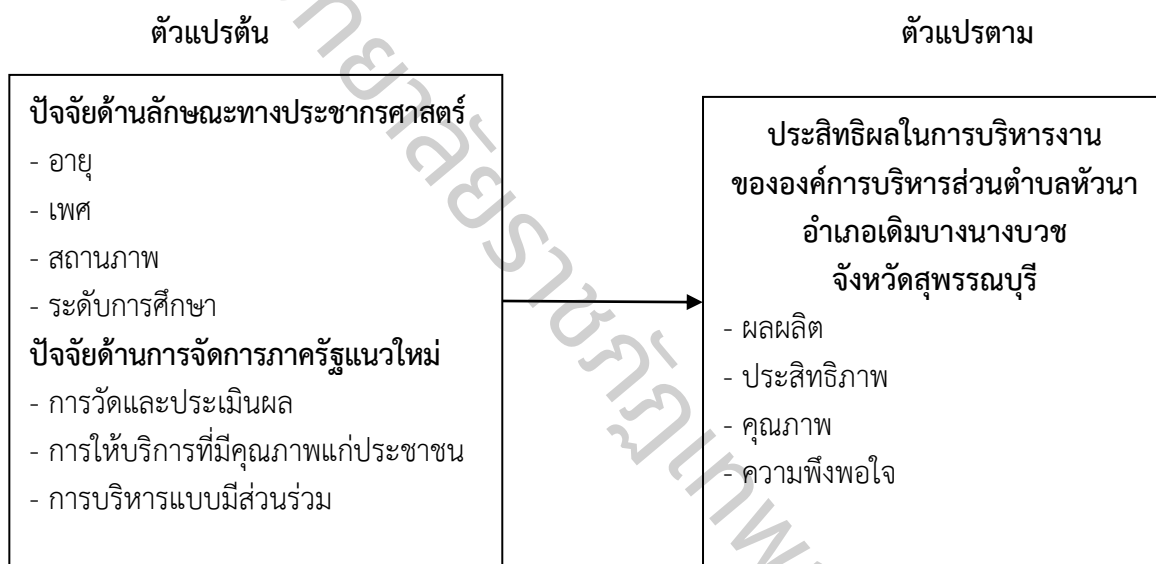 ตัวแปรต้น
ปัจจัยด้านลักษณะทางประชากรศาสตร์
- อายุ
- เพศ
- สถานภาพ
- ระดับการศึกษา
ปัจจัยด้านการจัดการภาครัฐแนวใหม่
- การวัดและประเมินผล
- การให้บริการที่มีคุณภาพแก่ประชาชน
- การบริหารแบบมีส่วนร่วม
ตัวแปรตาม
ประสิทธิผลในการบริหารงาน
ขององค์การบริหารส่วนตำบลหัวนา
อำเภอเดิมบางนางบวช
จังหวัดสุพรรณบุรี
- ผลผลิต
- ประสิทธิภาพ
- คุณภาพ
- ความพึงพอใจ
ยาลัยราชภัฏเทพ